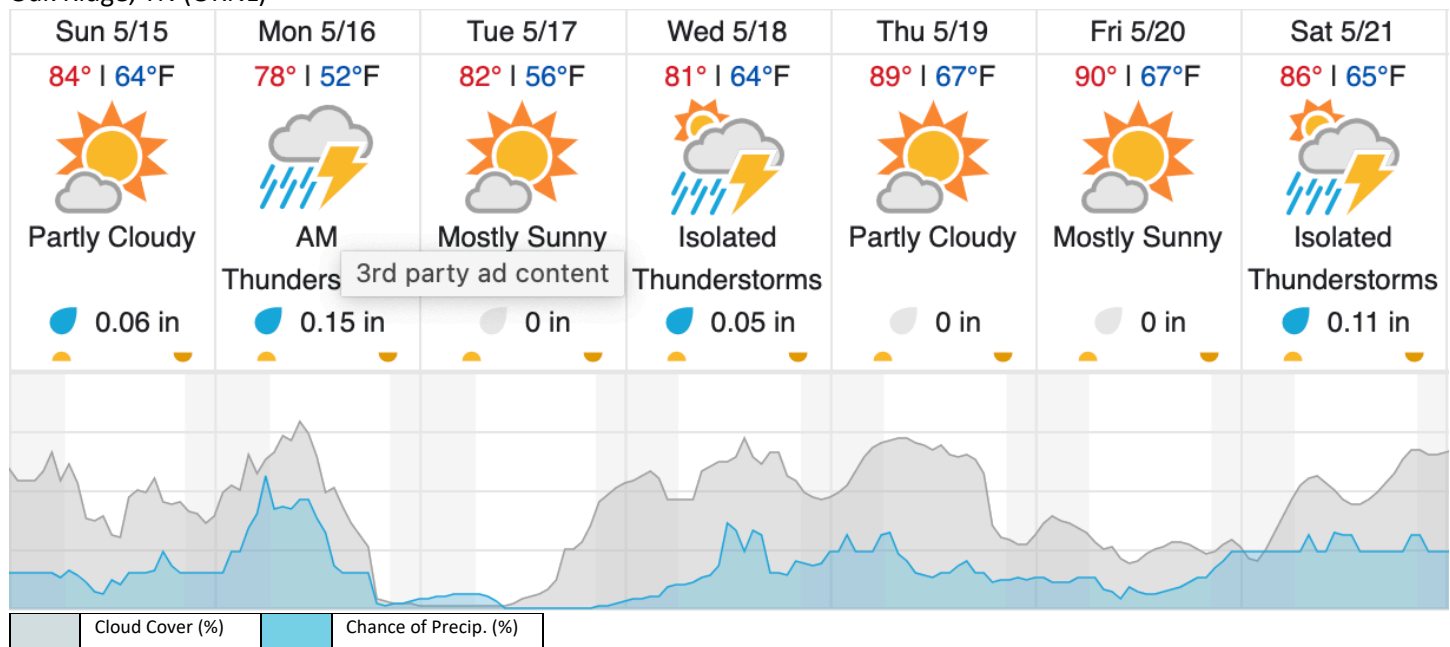 Sun 5/15 Mon 5/16 Tue 5/17 Wed 5/18 Thu 5/19 Fri 5/20 Sat 5/21
84° | 64°F 78° | 52°F 82° | 56°F 81° | 64°F 89° | 67°F 90° | 67°F 86° | 65°F
Partly Cloudy AM Mostly Sunny Isolated Partly Cloudy Mostly Sunny Isolated
Thunders 3rd party ad content Thunderstorms Thunderstorms
0.06 in 0.15 in 0 in 0.05 in 0 in 0 in 0.11 in
Cloud Cover (%) Chance of Precip. (%)